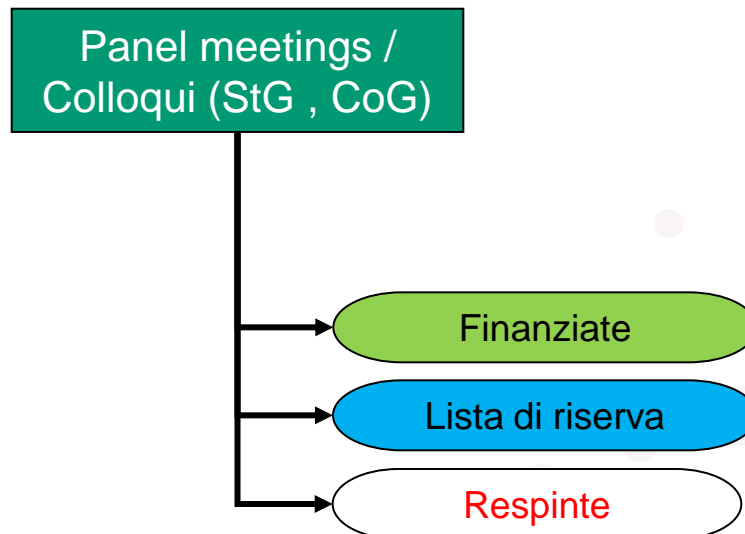 Panel meetings /
Colloqui (StG , CoG)
Finanziate
Lista di riserva
Respinte